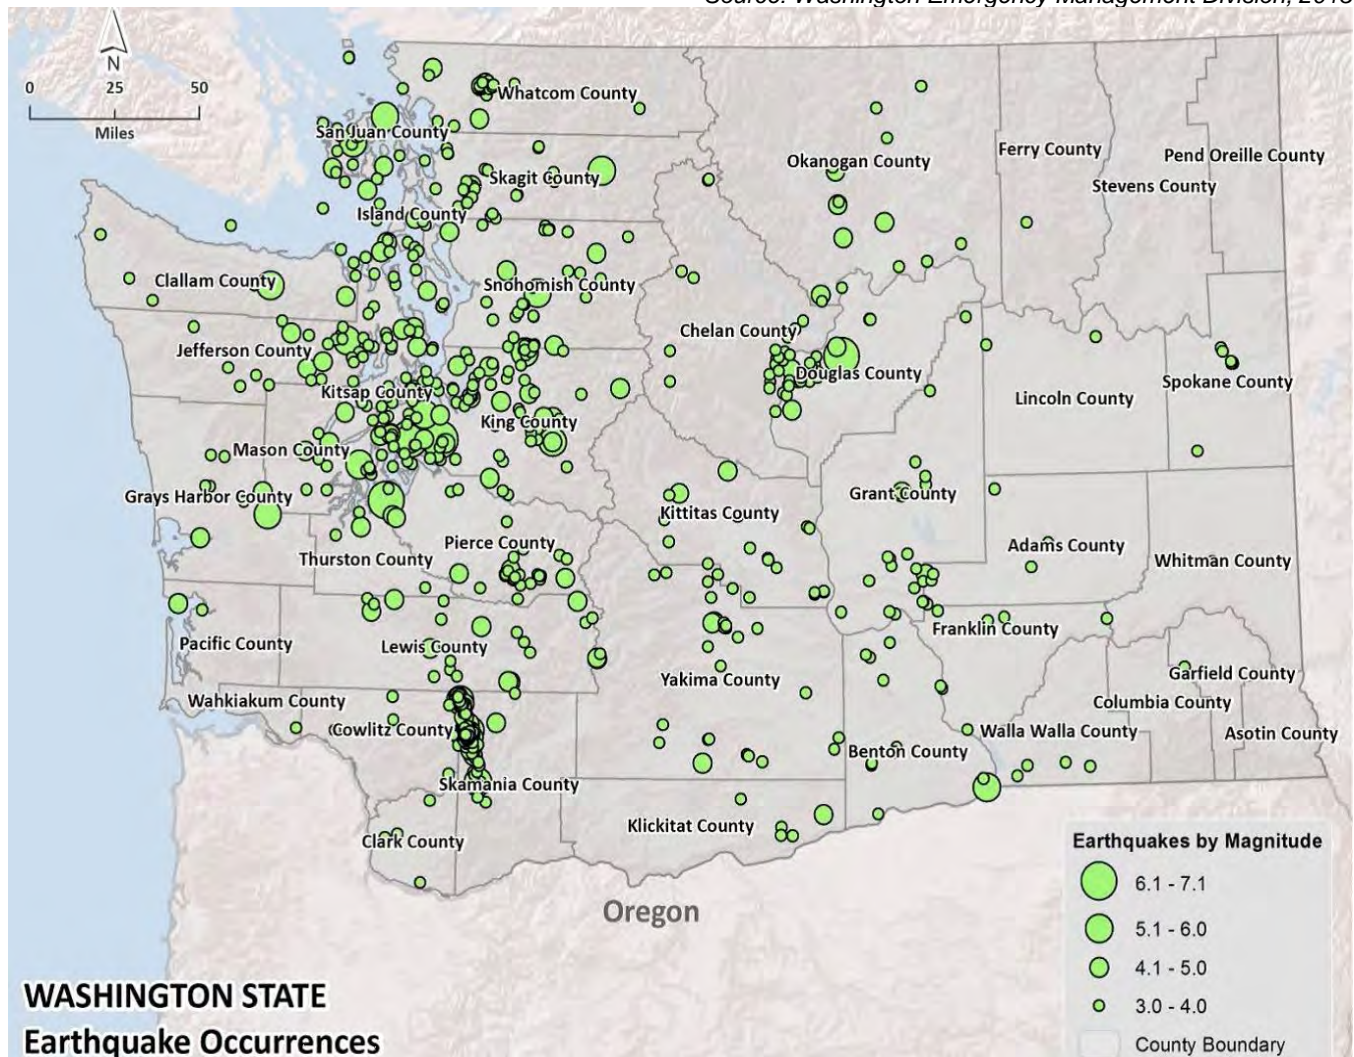 Source: Washington Emergency Management Division,
N
0 25 50
Miles
Whatcom County
San Juan County
Okanogan County
Ferry County
Pend Oreille County
Stevens County
Skagit County
Island County
Clallam County
Snohomish County
Chelan County
Jefferson County
Douglas County
Spokane County
Kitsap County
Lincoln County
King County
Mason County
Grays Harbor County
Grant County
Kittitas County
Pierce County
Thurston County
Adams County
Whitman County
Franklin County
Pacific County
Lewis County
Garfield County
Yakima County
Wahkiakum County
Columbia County
Cowlitz County
Walla Walla County
Asotin County
Benton County
Skamania County
Klickitat County
Clark County
Oregon
Earthquakes by Magnitude
6.1 - 7.1
5.1 - 6.0
4.1 - 5.0
3.0 - 4.0
County Boundary
WASHINGTON STATE
Earthquake Occurrences